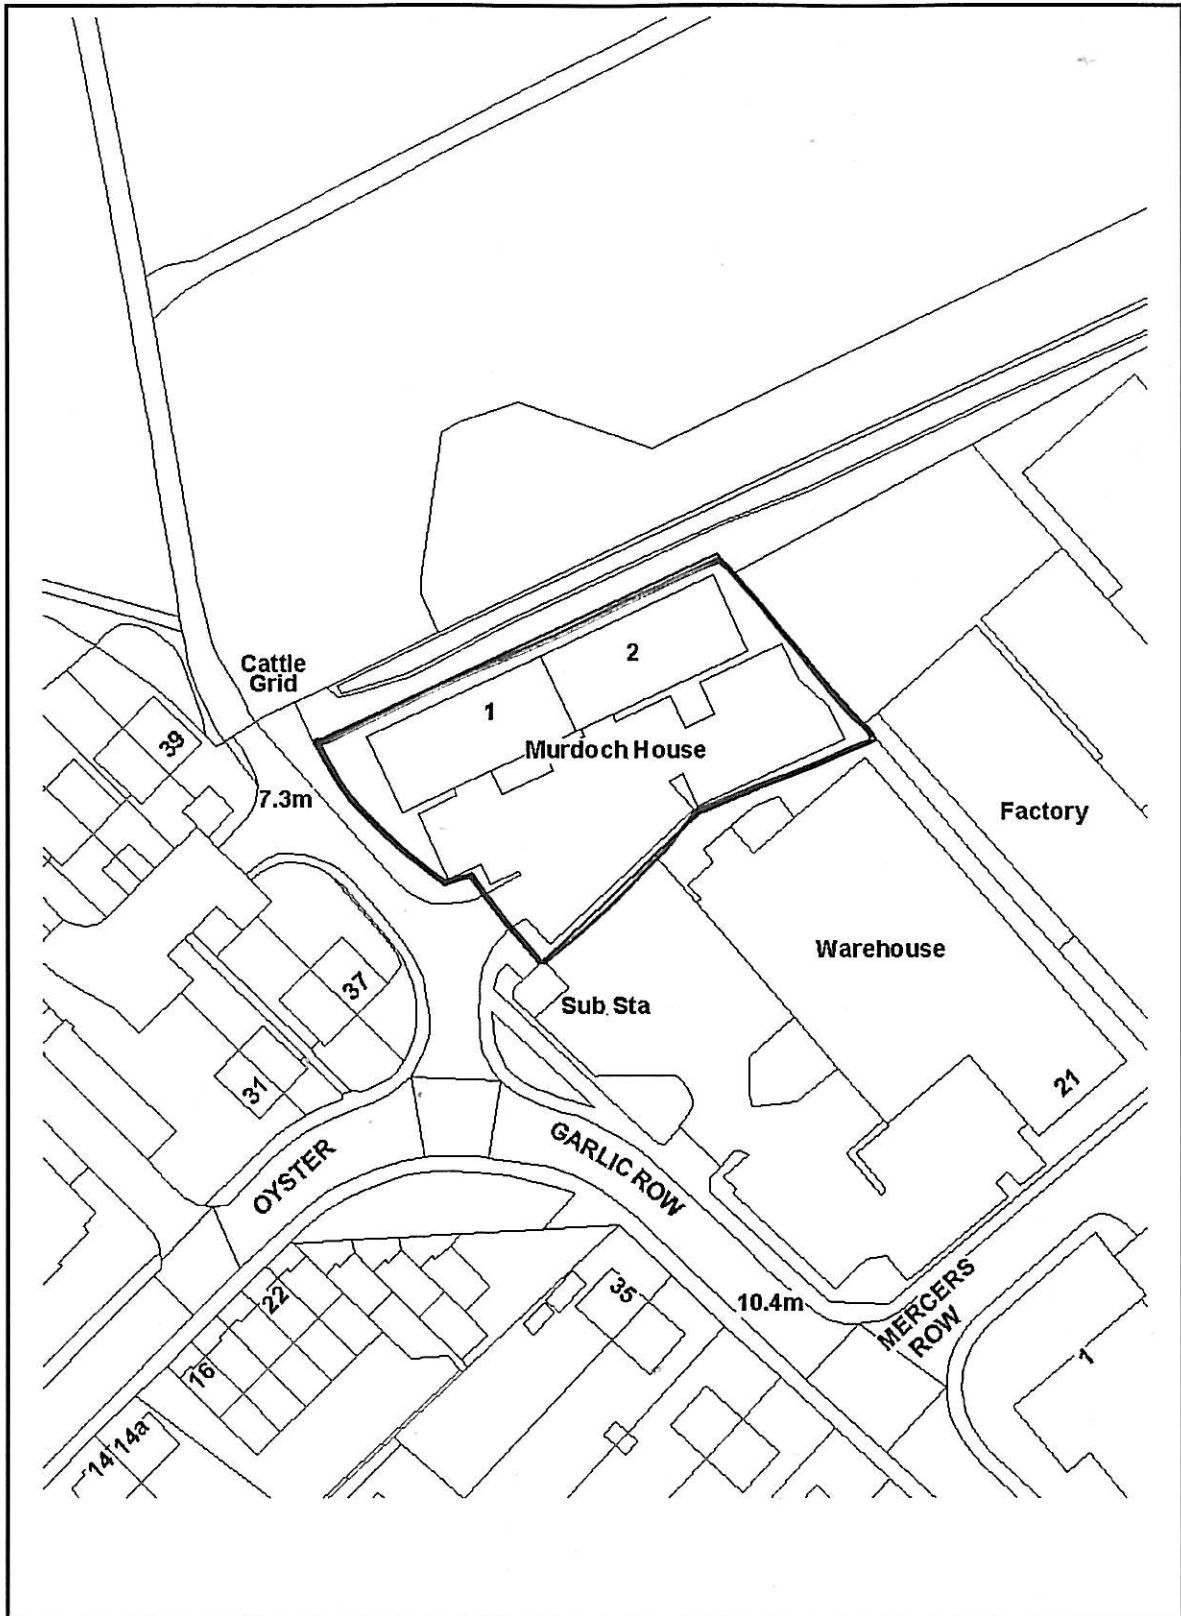 Cattle
Grid
2
1
Murdoch House
39
7.3m
Factory
Warehouse
37
Sub Sta
31
21
OYSTER
GARLIC ROW
22
35
10.4m
MERCERS
ROW
16
1
14
14a